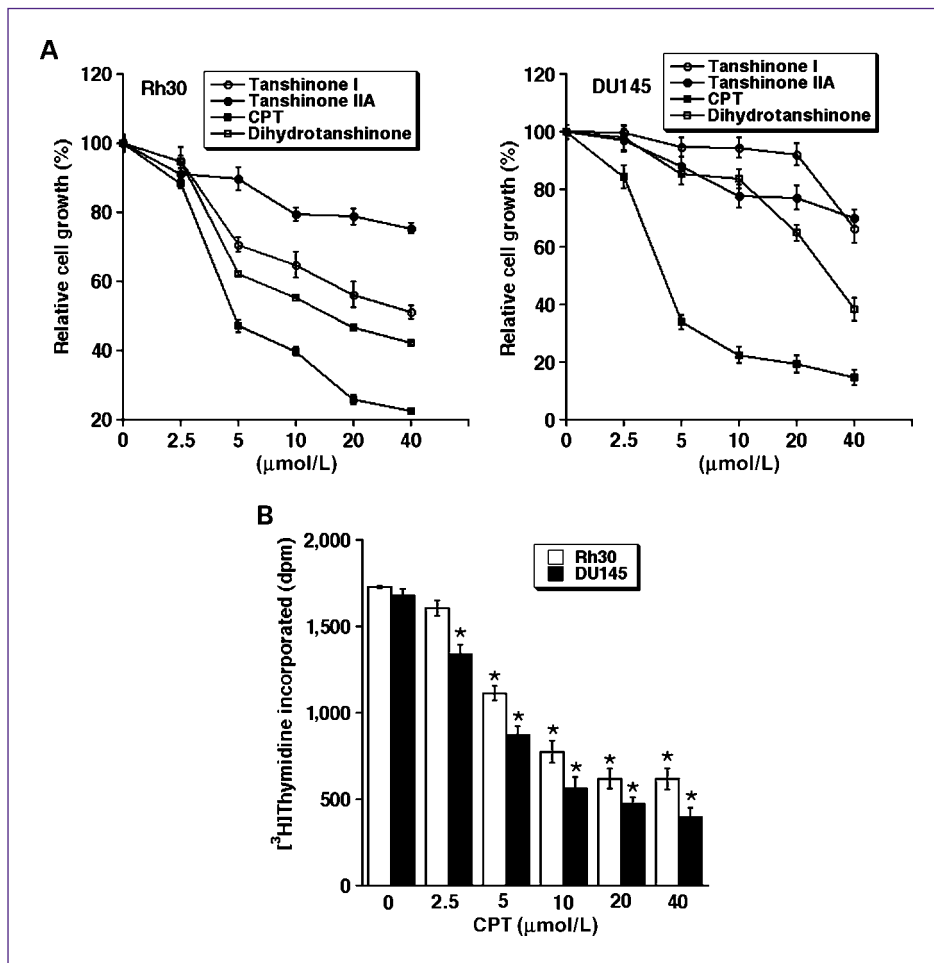 A
Rh30
Tanshinone I
Tanshinone IIA
CPT
Dihydrotanshinone
Relative cell growth (%)
120
100
80
60
40
20
0 2.5 5 10 20 40
(μmol/L)
DU145
Tanshinone I
Tanshinone IIA
CPT
Dihydrotanshinone
Relative cell growth (%)
120
100
80
60
40
20
0
0 2.5 5 10 20 40
(μmol/L)
B
Rh30
DU145
[³H]Thymidine incorporated (dpm)
2,000
1,500
1,000
500
0
* * * * * * * * *
0 2.5 5 10 20 40
CPT (μmol/L)